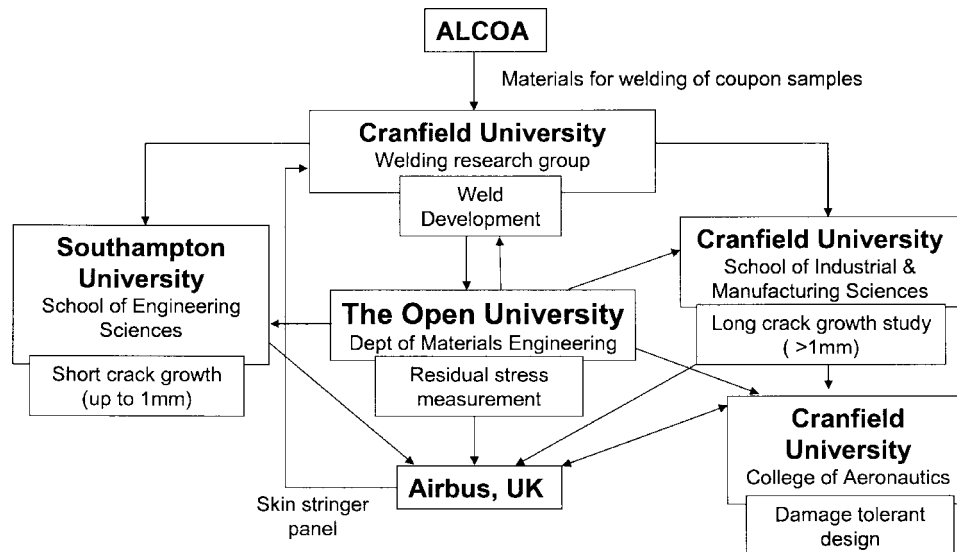 ALCOA
Materials for welding of coupon samples
Cranfield University
Welding research group
Weld
Development
Southampton
University
School of Engineering
Sciences
Short crack growth
(up to 1mm)
The Open University
Dept of Materials Engineering
Residual stress
measurement
Cranfield University
School of Industrial &
Manufacturing Sciences
Long crack growth study
( >1mm)
Cranfield
University
College of Aeronautics
Damage tolerant
design
Airbus, UK
Skin stringer
panel